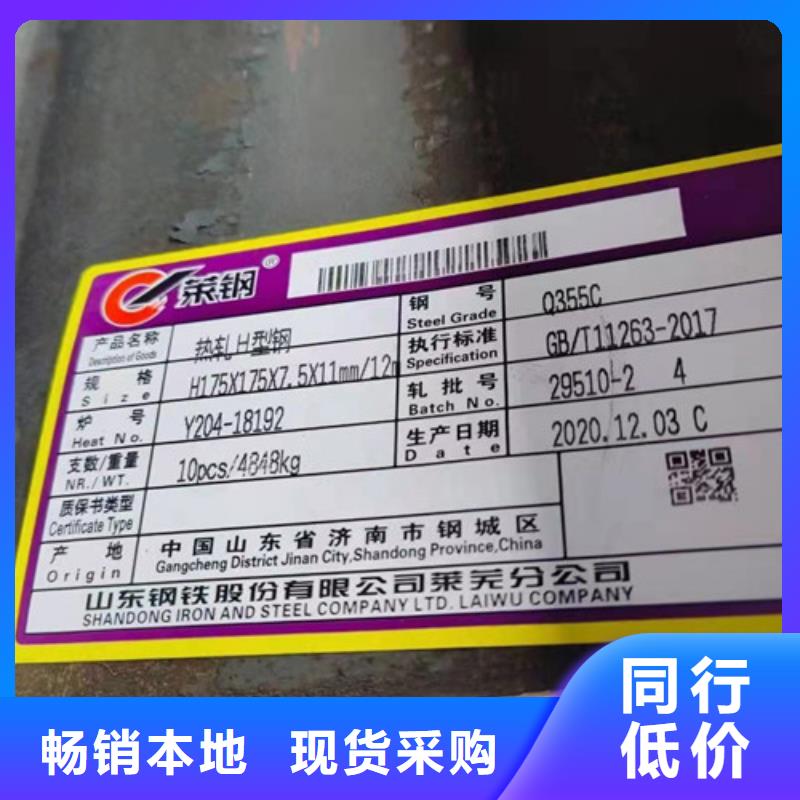 莱钢®
产品名称 热轧H型钢 钢号 Q355C
Description of Goods Steel Grade
规格 H175X175X7.5X11mm/12m 执行标准 GB/T11263-2017
Size Specification
炉号 Y204-18192 轧批号 29510-2 4
Heat No. Batch No.
支数/重量 10pcs/4848kg 生产日期 2020.12.03 C
NR./WT. Date
质保书类型
Certificate Type
产地 中国山东省济南市钢城区
Origin Gangcheng District Jinan City,Shandong Province,China
山东钢铁股份有限公司莱芜分公司
SHANDONG IRON AND STEEL COMPANY LTD. LAIWU COMPANY
同行
低价
畅销本地 现货采购